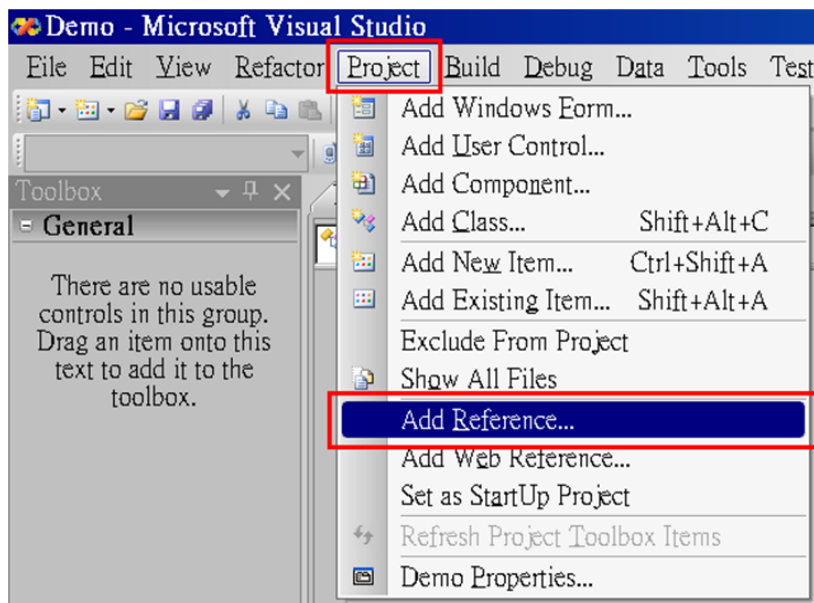 Demo - Microsoft Visual Studio
File Edit View Refactor Project Build Debug Data Tools Test
Toolbox
General
There are no usable
controls in this group.
Drag an item onto this
text to add it to the
toolbox.
Add Windows Form...
Add User Control...
Add Component...
Add Class... Shift+Alt+C
Add New Item... Ctrl+Shift+A
Add Existing Item... Shift+Alt+A
Exclude From Project
Show All Files
Add Reference...
Add Web Reference...
Set as StartUp Project
Refresh Project Toolbox Items
Demo Properties...